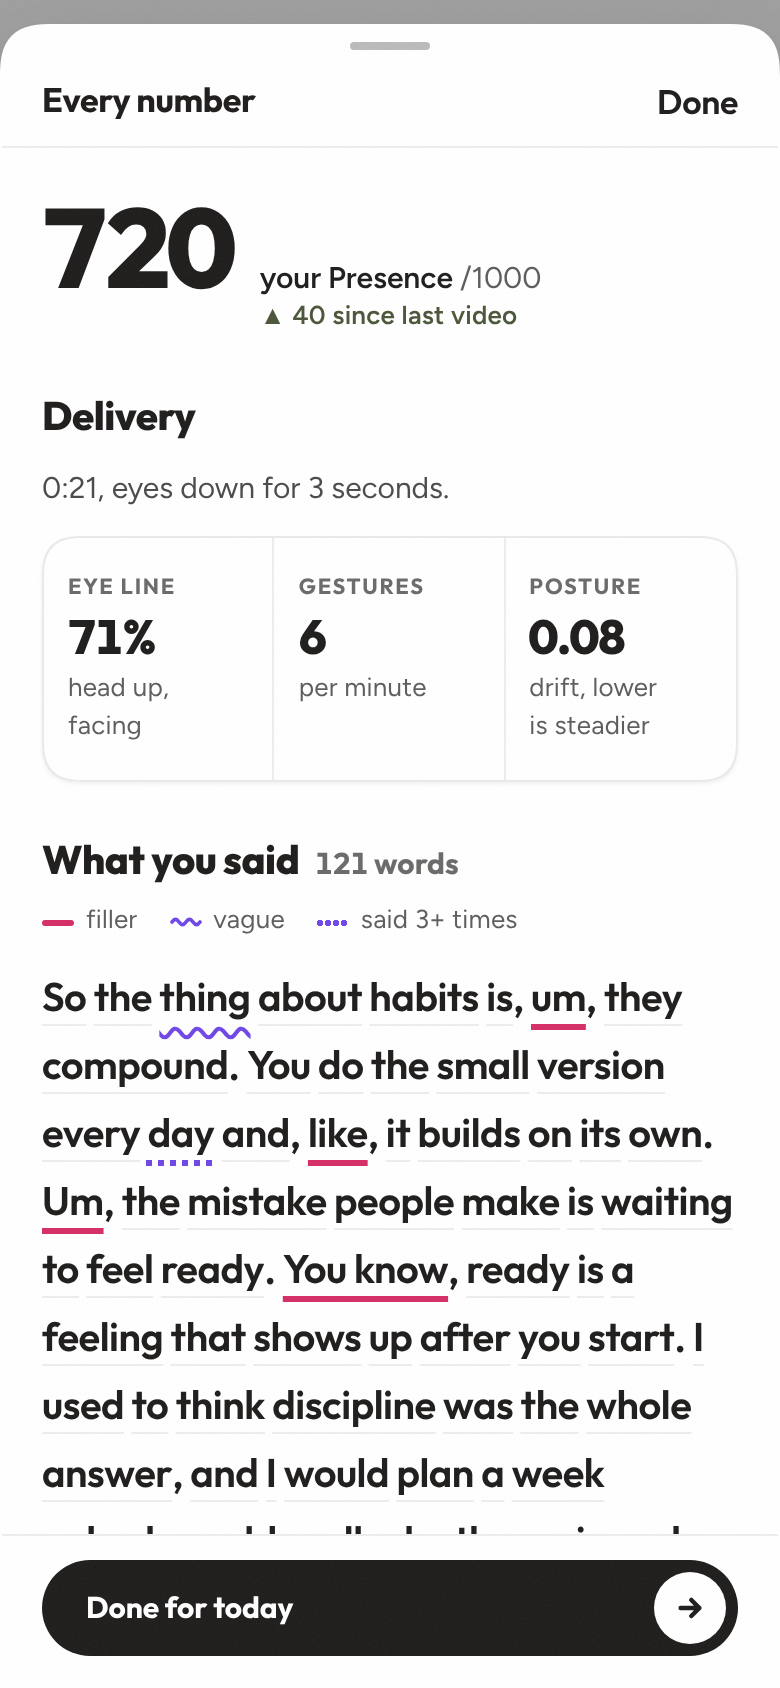 Every number
Done
720
your Presence /1000
▲ 40 since last video
Delivery
0:21, eyes down for 3 seconds.
EYE LINE
71%
head up,
facing
GESTURES
6
per minute
POSTURE
0.08
drift, lower
is steadier
What you said 121 words
filler vague said 3+ times
So the thing about habits is, um, they
compound. You do the small version
every day and, like, it builds on its own.
Um, the mistake people make is waiting
to feel ready. You know, ready is a
feeling that shows up after you start. I
used to think discipline was the whole
answer, and I would plan a week
Done for today